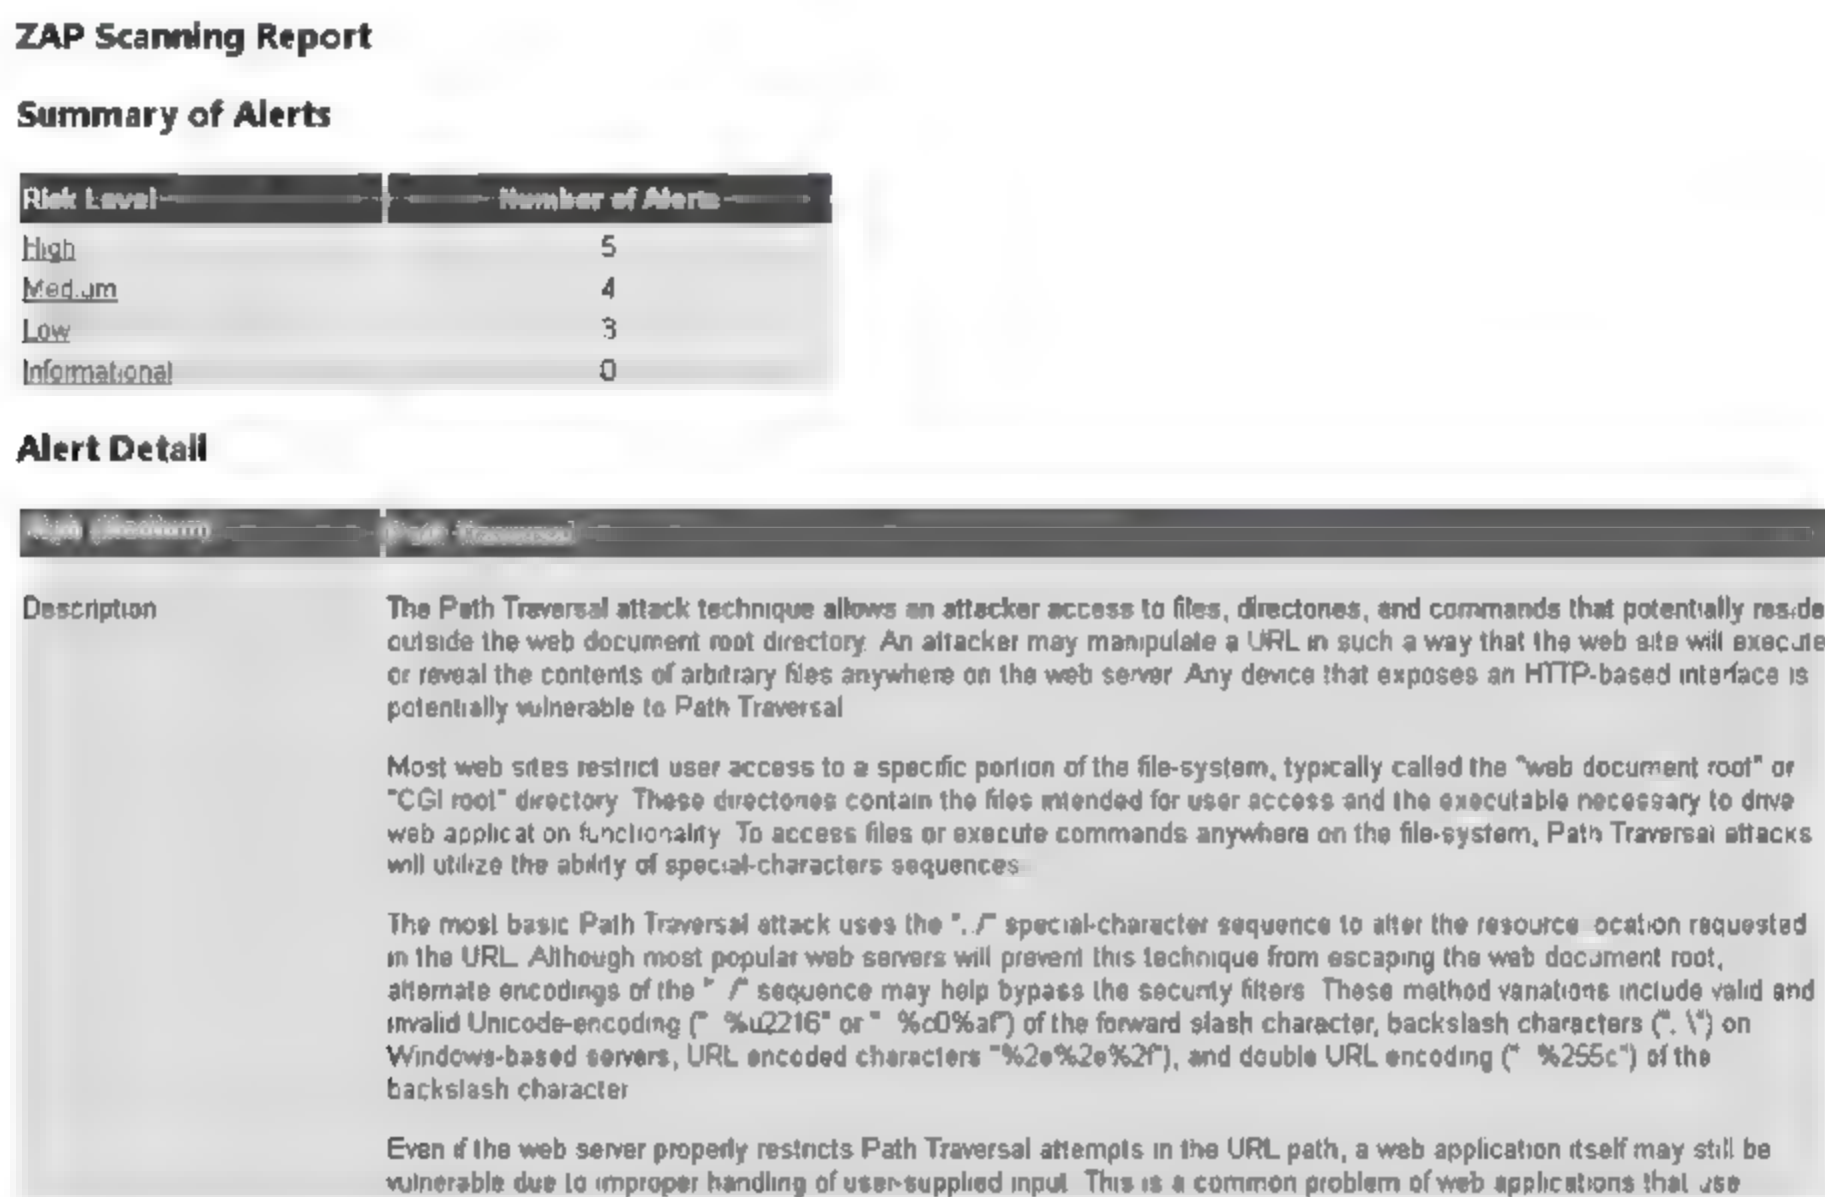 ZAP Scanning Report
Summary of Alerts
Risk Level Number of Alerts
High 5
Medium 4
Low 3
Informational 0
Alert Detail
High (Medium) Path Traversal
Description The Path Traversal attack technique allows an attacker access to files, directories, and commands that potentially reside
outside the web document root directory. An attacker may manipulate a URL in such a way that the web site will execute
or reveal the contents of arbitrary files anywhere on the web server. Any device that exposes an HTTP-based interface is
potentially vulnerable to Path Traversal
Most web sites restrict user access to a specific portion of the file-system, typically called the "web document root" or
"CGI root" directory. These directories contain the files intended for user access and the executable necessary to drive
web application functionality. To access files or execute commands anywhere on the file-system, Path Traversal attacks
will utilize the ability of special-characters sequences
The most basic Path Traversal attack uses the "../" special-character sequence to alter the resource location requested
in the URL. Although most popular web servers will prevent this technique from escaping the web document root,
alternate encodings of the "../" sequence may help bypass the security filters. These method variations include valid and
invalid Unicode-encoding ("..%u2216" or "..%c0%af") of the forward slash character, backslash characters ("..\") on
Windows-based servers, URL encoded characters "%2e%2e%2f"), and double URL encoding ("..%255c") of the
backslash character
Even if the web server properly restricts Path Traversal attempts in the URL path, a web application itself may still be
vulnerable due to improper handling of user-supplied input. This is a common problem of web applications that use